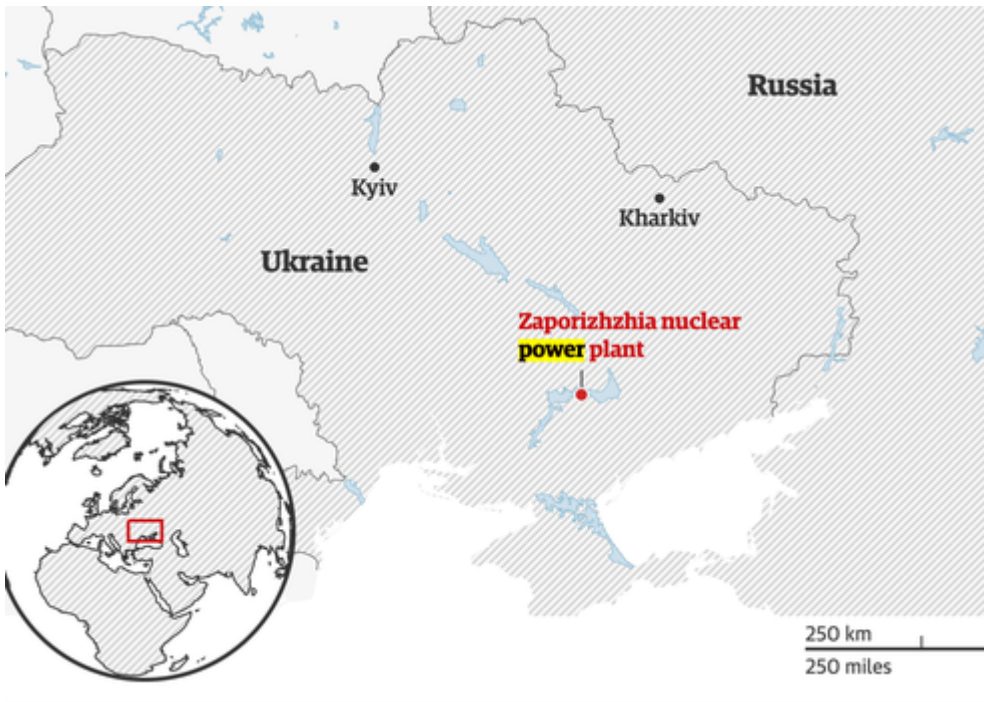 Russia
Kyiv
Kharkiv
Ukraine
Zaporizhzhia nuclear
power plant
250 km
250 miles